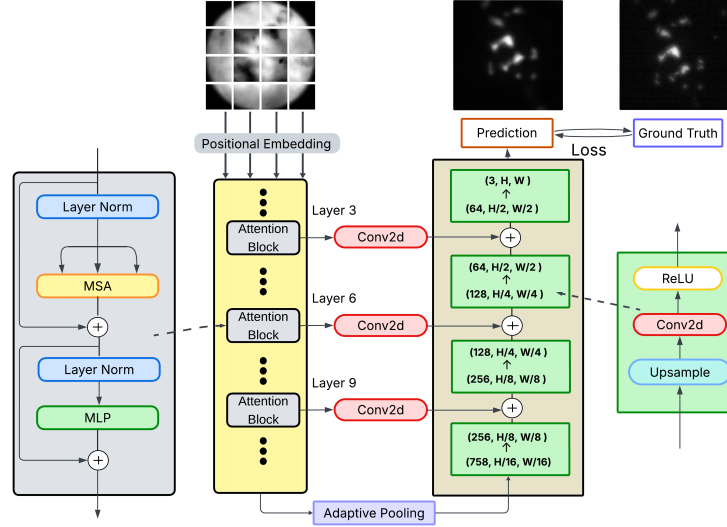 Positional Embedding
Prediction
Ground Truth
Loss
Layer Norm
MSA
+
Layer Norm
MLP
+
Layer 3
Attention
Block
Conv2d
Layer 6
Attention
Block
Conv2d
Layer 9
Attention
Block
Conv2d
Adaptive Pooling
(3, H, W )
(64, H/2, W/2 )
+
(64, H/2, W/2 )
(128, H/4, W/4 )
+
(128, H/4, W/4 )
(256, H/8, W/8 )
+
(256, H/8, W/8 )
(758, H/16, W/16)
ReLU
Conv2d
Upsample